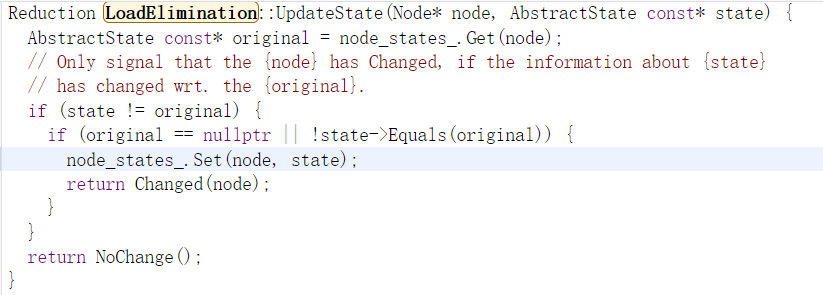 Reduction LoadElimination::UpdateState(Node* node, AbstractState const* state) {
  AbstractState const* original = node_states_.Get(node);
  // Only signal that the {node} has Changed, if the information about {state}
  // has changed wrt. the {original}.
  if (state != original) {
    if (original == nullptr || !state->Equals(original)) {
      node_states_.Set(node, state);
      return Changed(node);
    }
  }
  return NoChange();
}